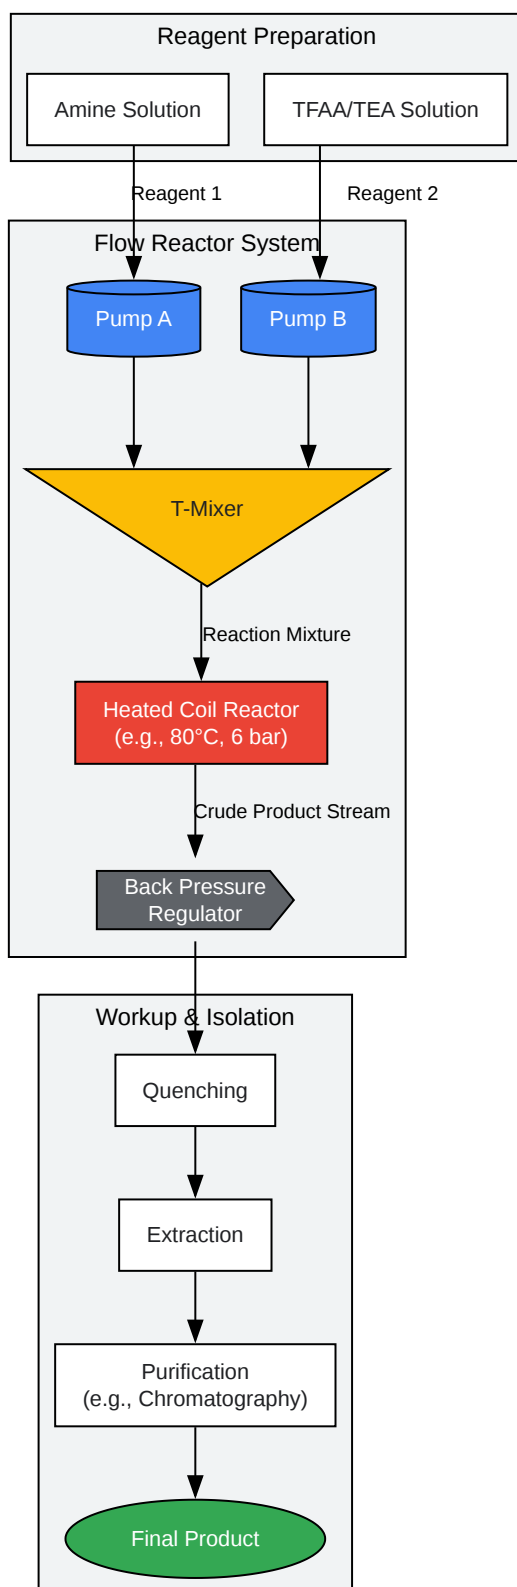 Reagent Preparation
Amine Solution
TFAA/TEA Solution
Reagent 1
Reagent 2
Flow Reactor System
Pump A
Pump B
T-Mixer
Reaction Mixture
Heated Coil Reactor
(e.g., 80°C, 6 bar)
Crude Product Stream
Back Pressure
Regulator
Workup & Isolation
Quenching
Extraction
Purification
(e.g., Chromatography)
Final Product